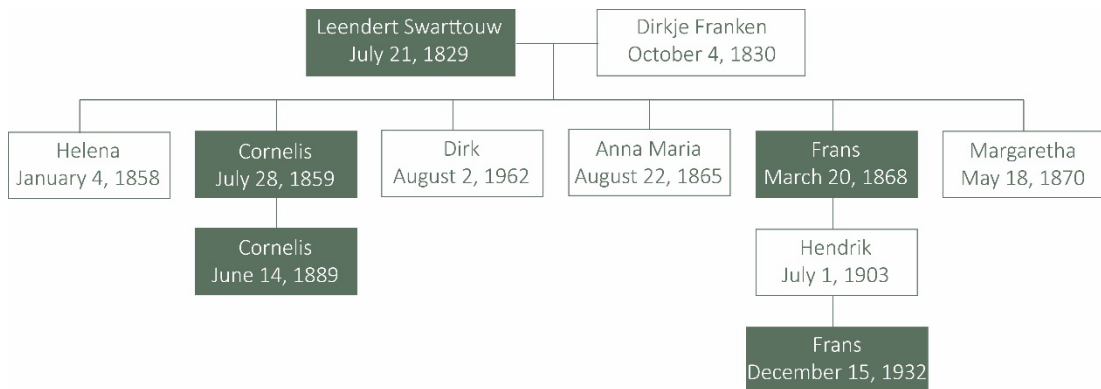 Leendert Swarttouw
July 21, 1829
Dirkje Franken
October 4, 1830
Helena
January 4, 1858
Cornelis
July 28, 1859
Dirk
August 2, 1962
Anna Maria
August 22, 1865
Frans
March 20, 1868
Margaretha
May 18, 1870
Cornelis
June 14, 1889
Hendrik
July 1, 1903
Frans
December 15, 1932